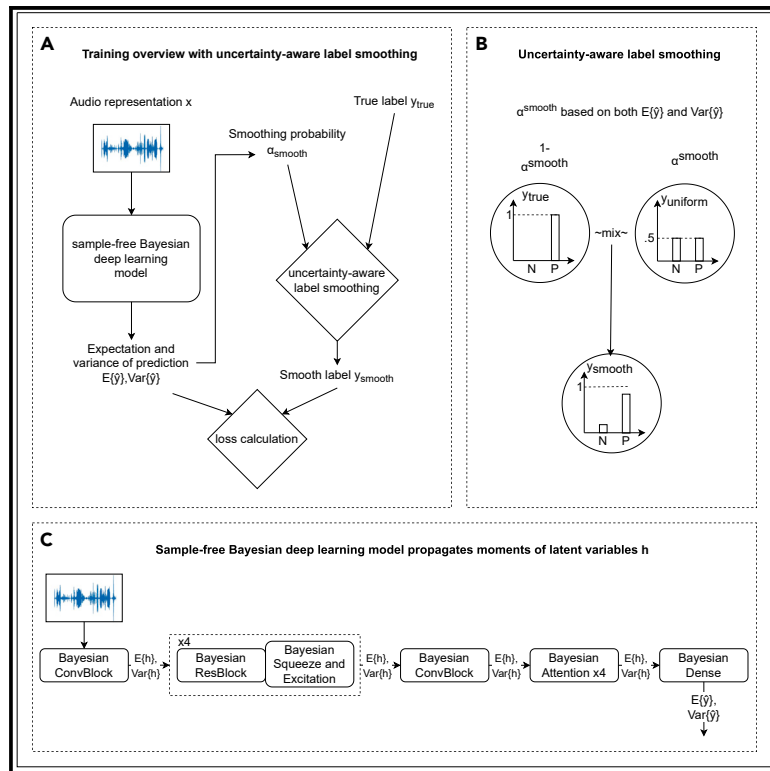 A
Training overview with uncertainty-aware label smoothing
Audio representation x
True label ytrue
Smoothing probability
αsmooth
sample-free Bayesian
deep learning
model
uncertainty-aware
label smoothing
Expectation and
variance of prediction
E{ŷ},Var{ŷ}
Smooth label ysmooth
loss calculation
B
Uncertainty-aware label smoothing
αsmooth based on both E{ŷ} and Var{ŷ}
1-
αsmooth
αsmooth
ytrue
1
N P
~mix~
yuniform
.5
N P
ysmooth
1
N P
C
Sample-free Bayesian deep learning model propagates moments of latent variables h
x4
Bayesian
ConvBlock
E{h},
Var{h}
Bayesian
ResBlock
Bayesian
Squeeze and
Excitation
E{h},
Var{h}
Bayesian
ConvBlock
E{h},
Var{h}
Bayesian
Attention x4
E{h},
Var{h}
Bayesian
Dense
E{ŷ},
Var{ŷ}